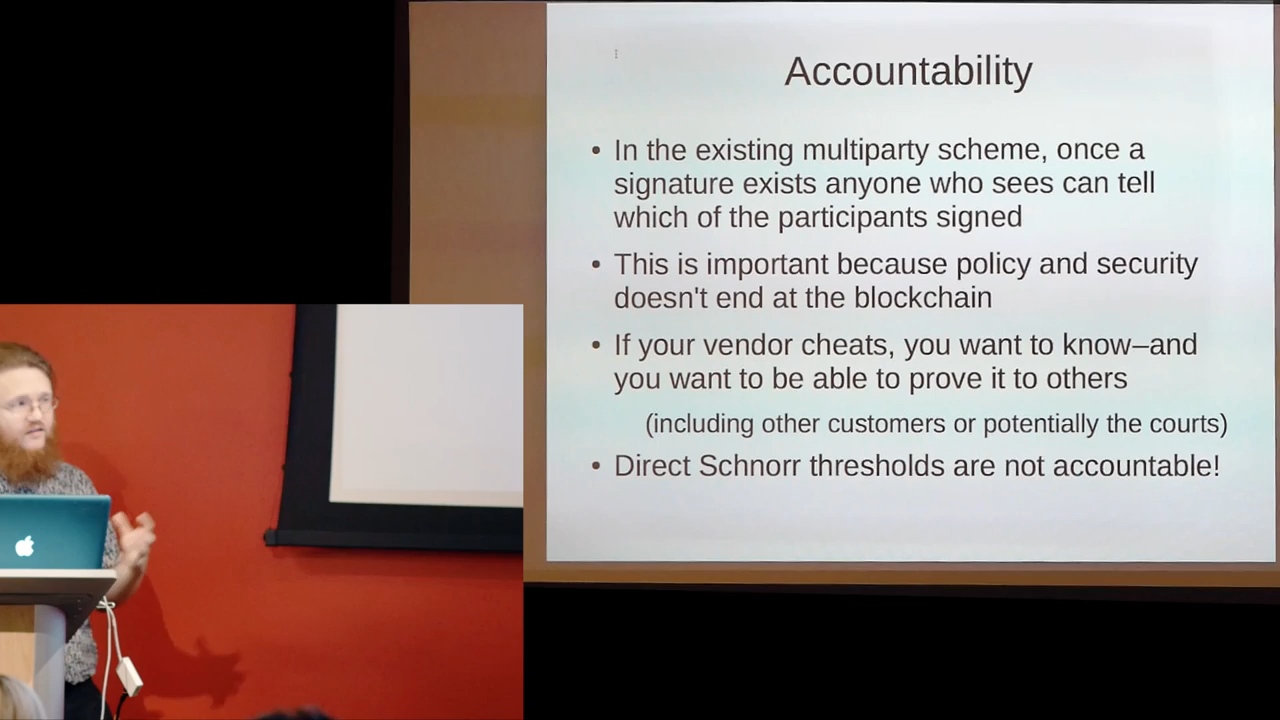 Accountability
• In the existing multiparty scheme, once a
signature exists anyone who sees can tell
which of the participants signed
• This is important because policy and security
doesn't end at the blockchain
• If your vendor cheats, you want to know–and
you want to be able to prove it to others
(including other customers or potentially the courts)
• Direct Schnorr thresholds are not accountable!